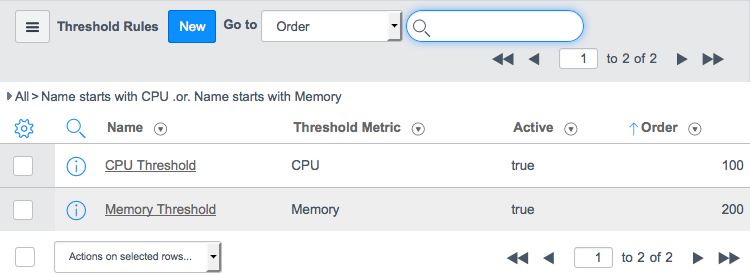 Threshold Rules New Go to Order
1 to 2 of 2
All > Name starts with CPU .or. Name starts with Memory
Name Threshold Metric Active Order
CPU Threshold CPU true 100
Memory Threshold Memory true 200
Actions on selected rows... 1 to 2 of 2